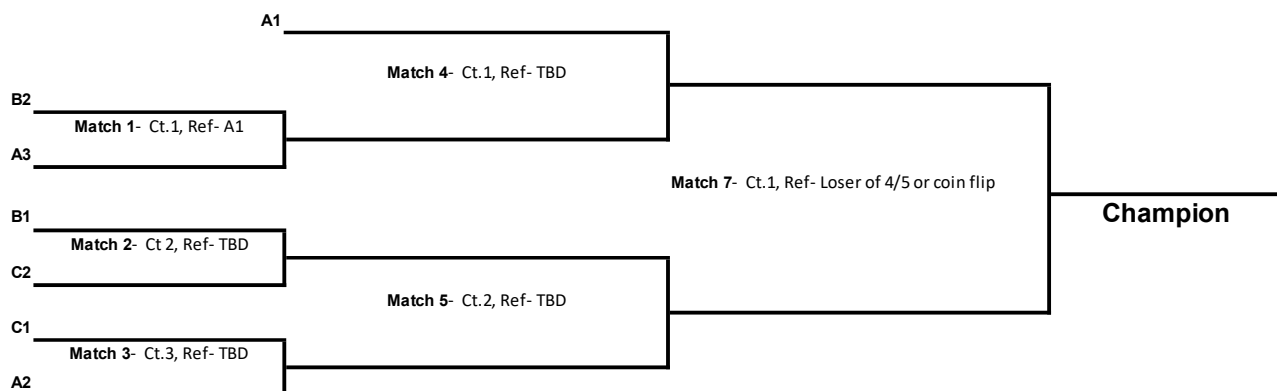 A1
Match 4- Ct.1, Ref- TBD
B2
Match 1- Ct.1, Ref- A1
A3
Match 7- Ct.1, Ref- Loser of 4/5 or coin flip
Champion
B1
Match 2- Ct 2, Ref- TBD
C2
Match 5- Ct.2, Ref- TBD
C1
Match 3- Ct.3, Ref- TBD
A2